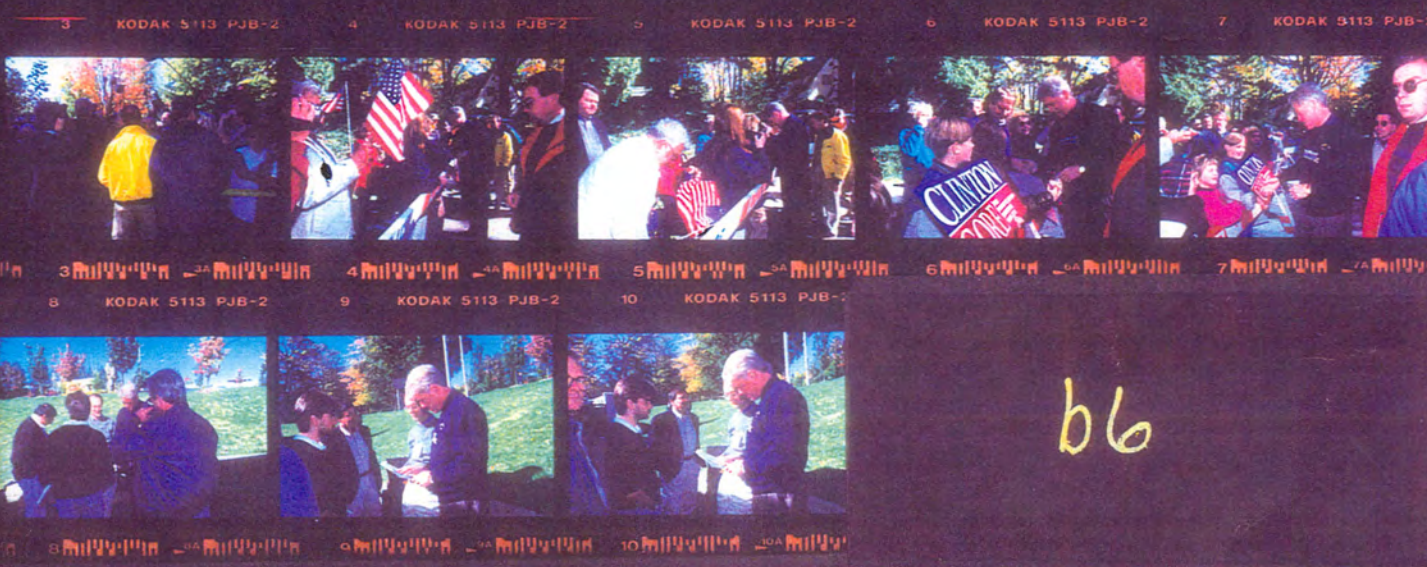 3 KODAK 5113 PJB-2 4 KODAK 5113 PJB-2 5 KODAK 5113 PJB-2 6 KODAK 5113 PJB-2 7 KODAK 5113 PJB-
CLINTON
GORE
CLINTON
3 3A 4 4A 5 5A 6 6A 7 7A
8 KODAK 5113 PJB-2 9 KODAK 5113 PJB-2 10 KODAK 5113 PJB-2
b6
8 8A 9 9A 10 10A